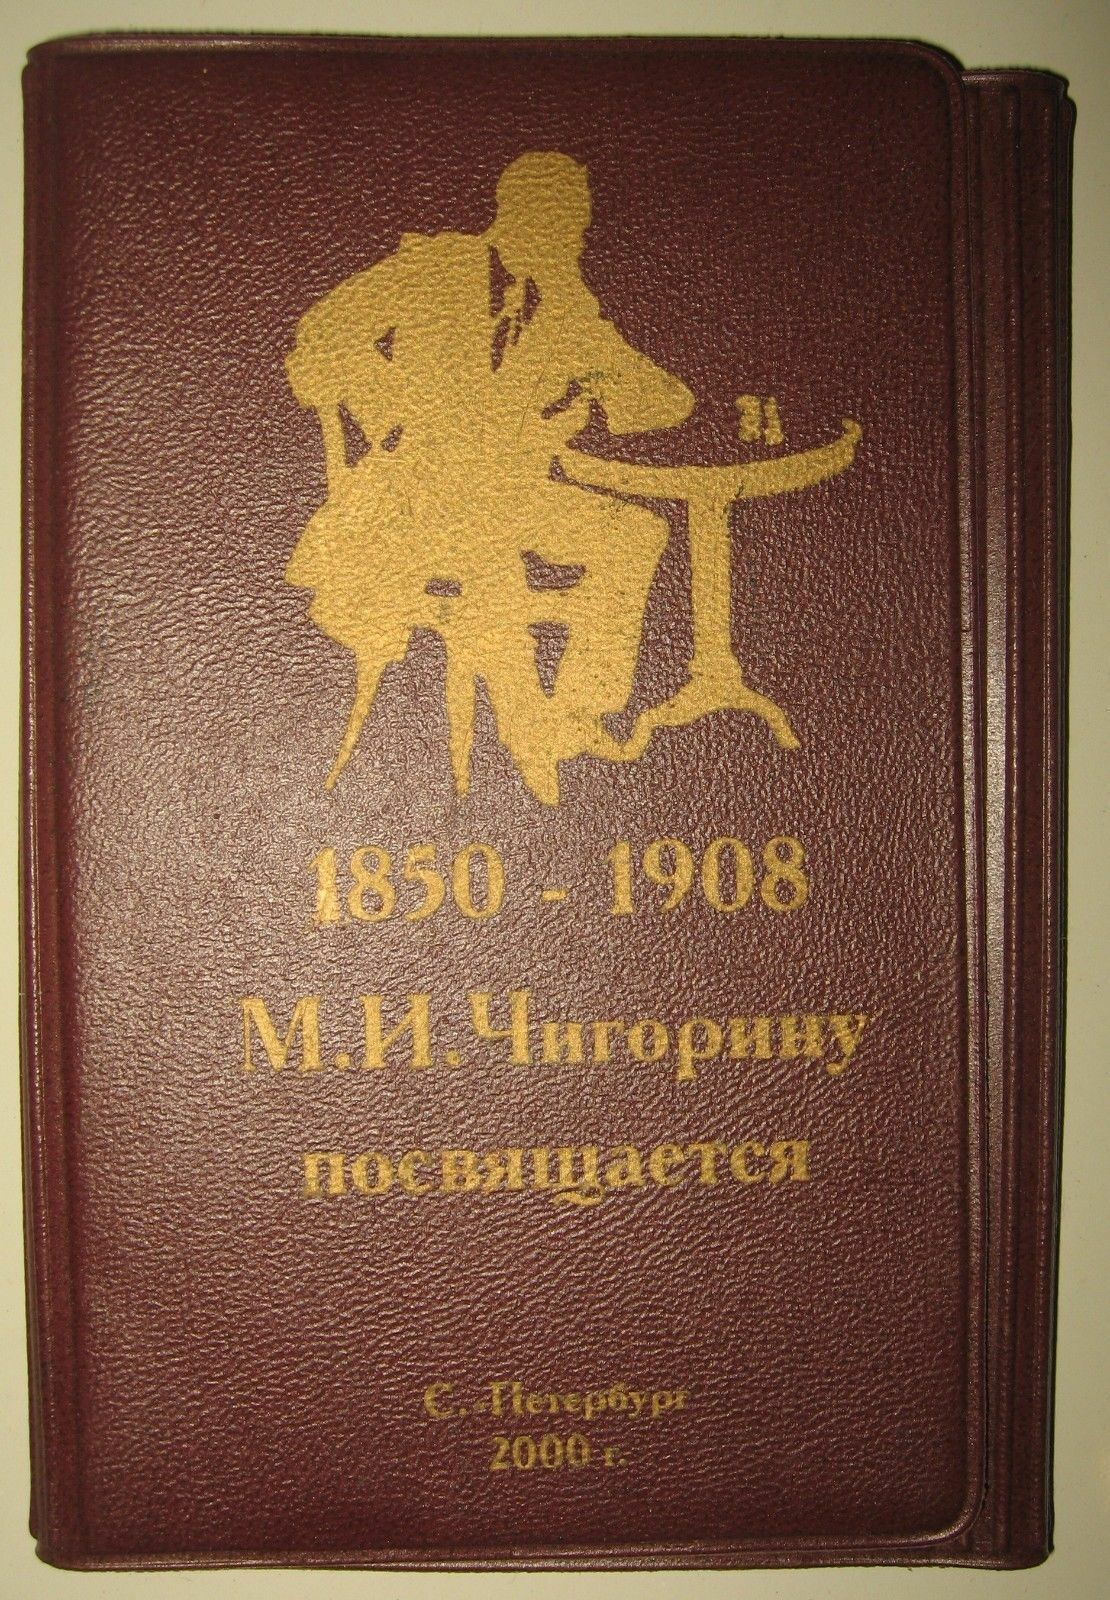 1850 - 1908
М.И.Чигорину
посвящается
С.-Петербург
2000 г.